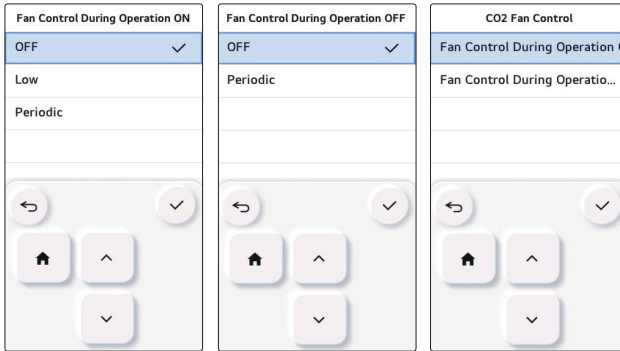 Fan Control During Operation ON
OFF
Low
Periodic
Fan Control During Operation OFF
OFF
Periodic
CO2 Fan Control
Fan Control During Operation
Fan Control During Operatio...